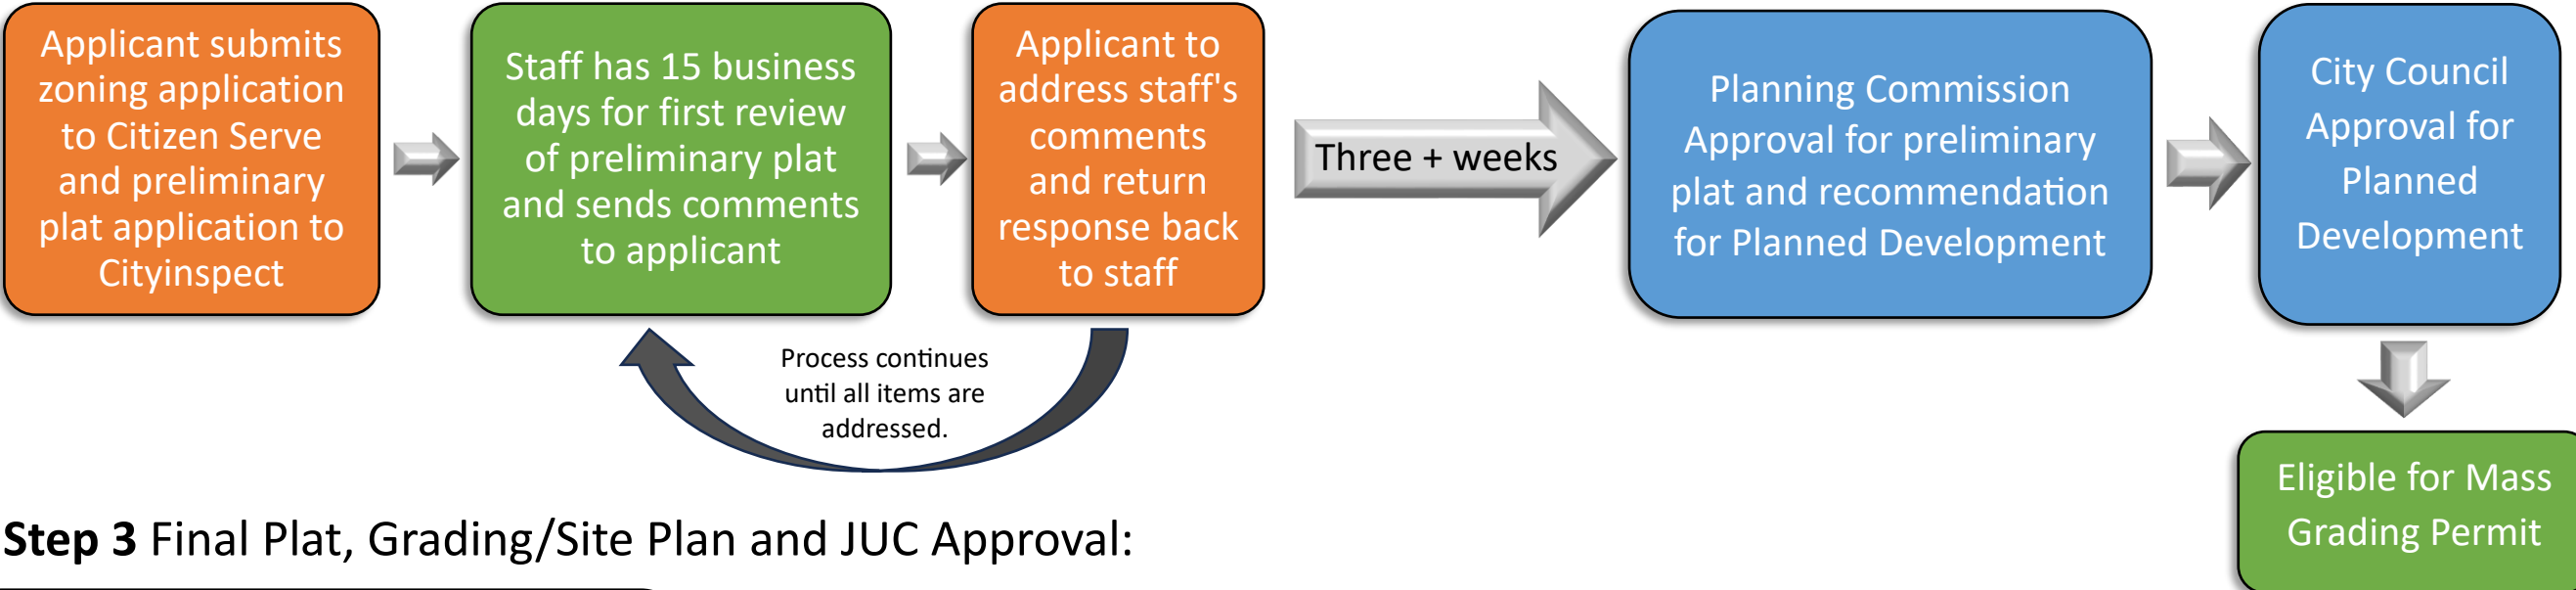 Applicant submits
zoning application
to Citizen Serve
and preliminary
plat application to
Cityinspect
Staff has 15 business
days for first review
of preliminary plat
and sends comments
to applicant
Applicant to
address staff's
comments
and return
response back
to staff
Three + weeks
Planning Commission
Approval for preliminary
plat and recommendation
for Planned Development
City Council
Approval for
Planned
Development
Process continues
until all items are
addressed.
Eligible for Mass
Grading Permit
Step 3 Final Plat, Grading/Site Plan and JUC Approval: